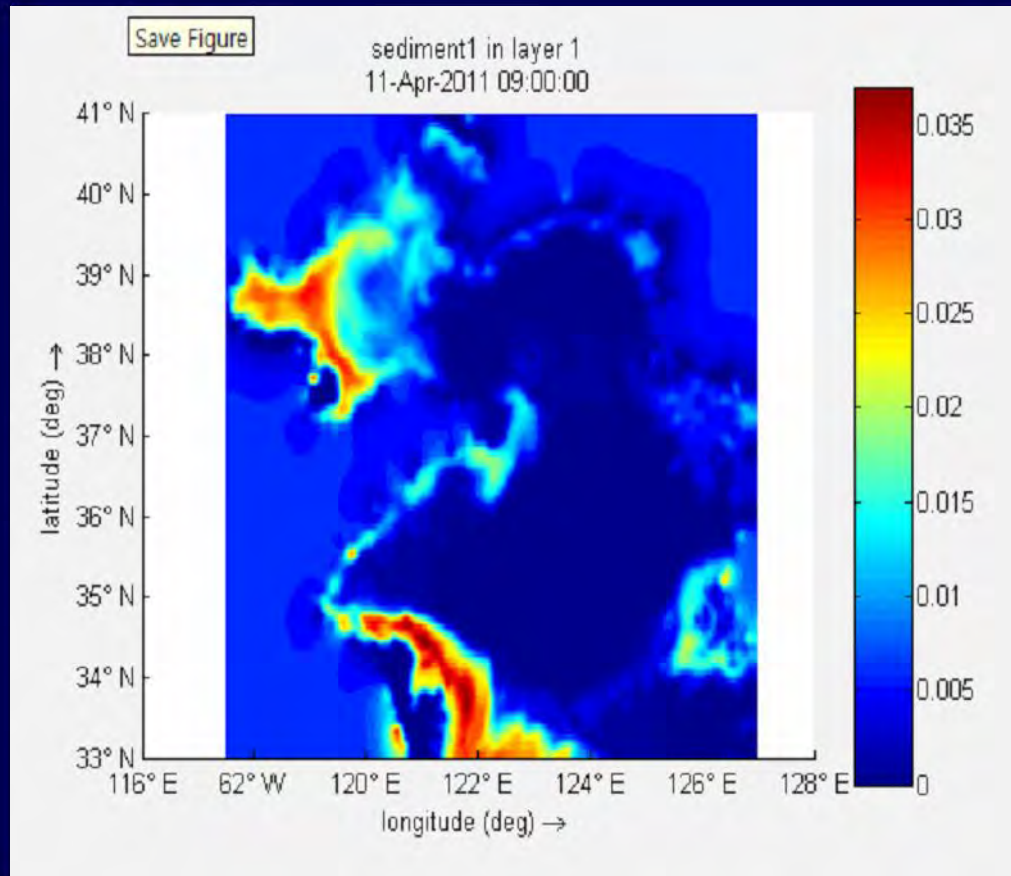 Save Figure
sediment1 in layer 1
11-Apr-2011 09:00:00
41° N
40° N
39° N
38° N
37° N
36° N
35° N
34° N
33° N
latitude (deg) →
116° E
62° W
120° E
122° E
124° E
126° E
128° E
longitude (deg) →
0.035
0.03
0.025
0.02
0.015
0.01
0.005
0